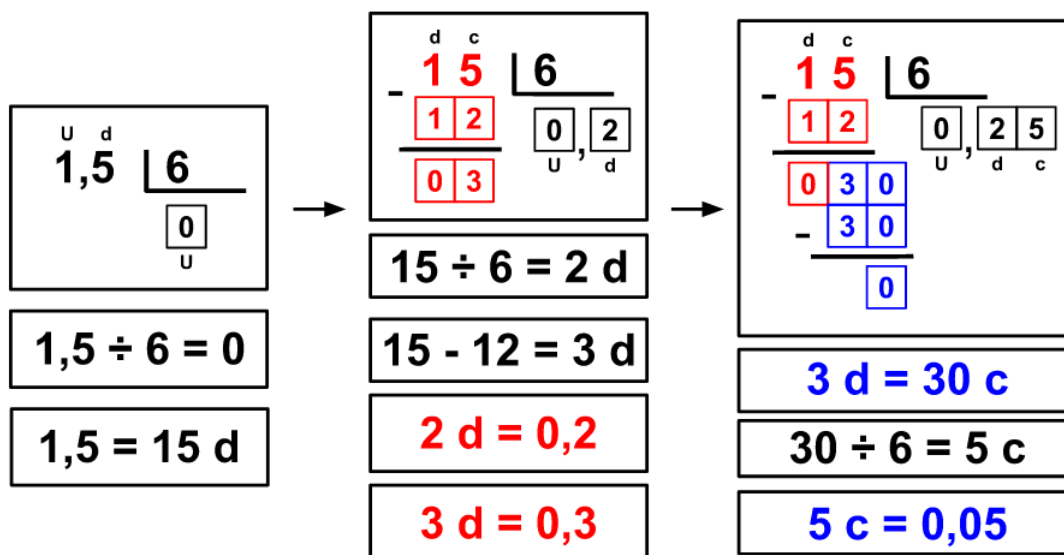 U d
1,5 6
0
U
1,5 ÷ 6 = 0
1,5 = 15 d
d c
1 5 6
- 1 2
0 , 2
U d
0 3
15 ÷ 6 = 2 d
15 - 12 = 3 d
2 d = 0,2
3 d = 0,3
d c
1 5 6
- 1 2
0 , 2 5
U d c
0 3 0
- 3 0
0
3 d = 30 c
30 ÷ 6 = 5 c
5 c = 0,05